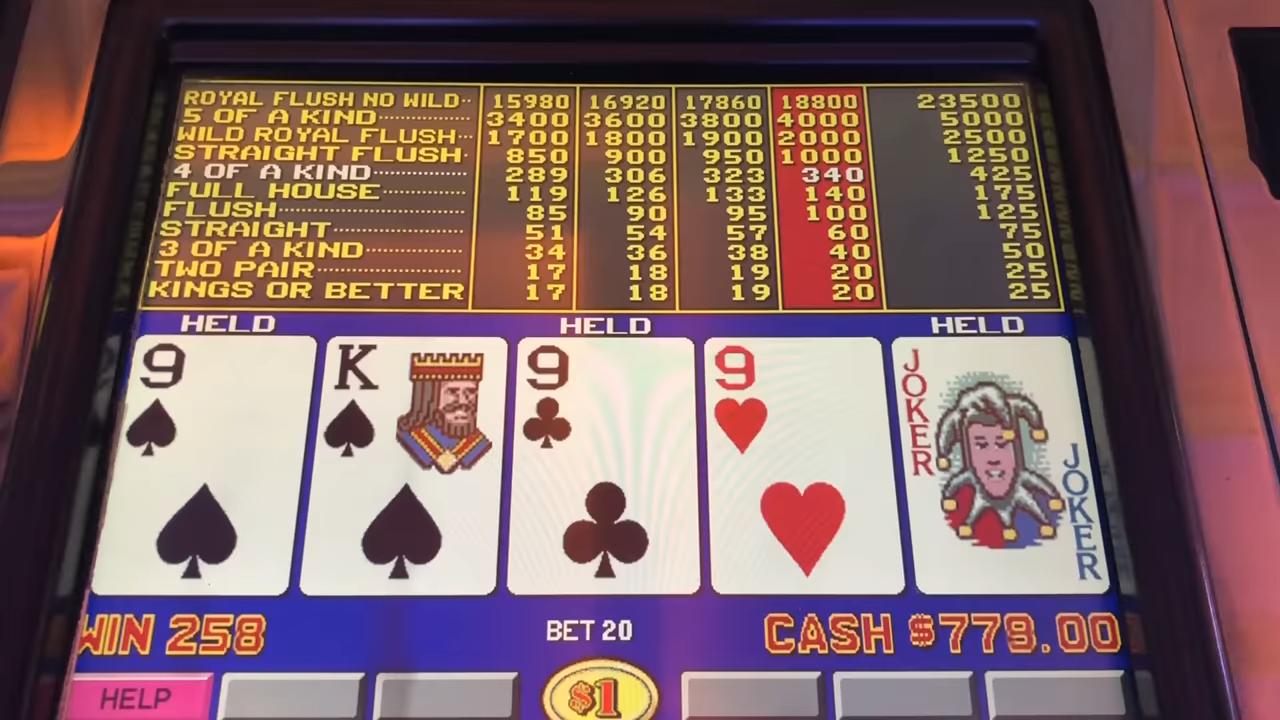 ROYAL FLUSH NO WILD 15980 16920 17860 18800 23500
5 OF A KIND 3400 3600 3800 4000 5000
WILD ROYAL FLUSH 1700 1800 1900 2000 2500
STRAIGHT FLUSH 850 900 950 1000 1250
4 OF A KIND 289 306 323 340 425
FULL HOUSE 119 126 133 140 175
FLUSH 85 90 95 100 125
STRAIGHT 51 54 57 60 75
3 OF A KIND 34 36 38 40 50
TWO PAIR 17 18 19 20 25
KINGS OR BETTER 17 18 19 20 25
HELD HELD HELD
9 K 9 9 JOKER JOKER
WIN 258 BET 20 CASH $779.00
HELP $1